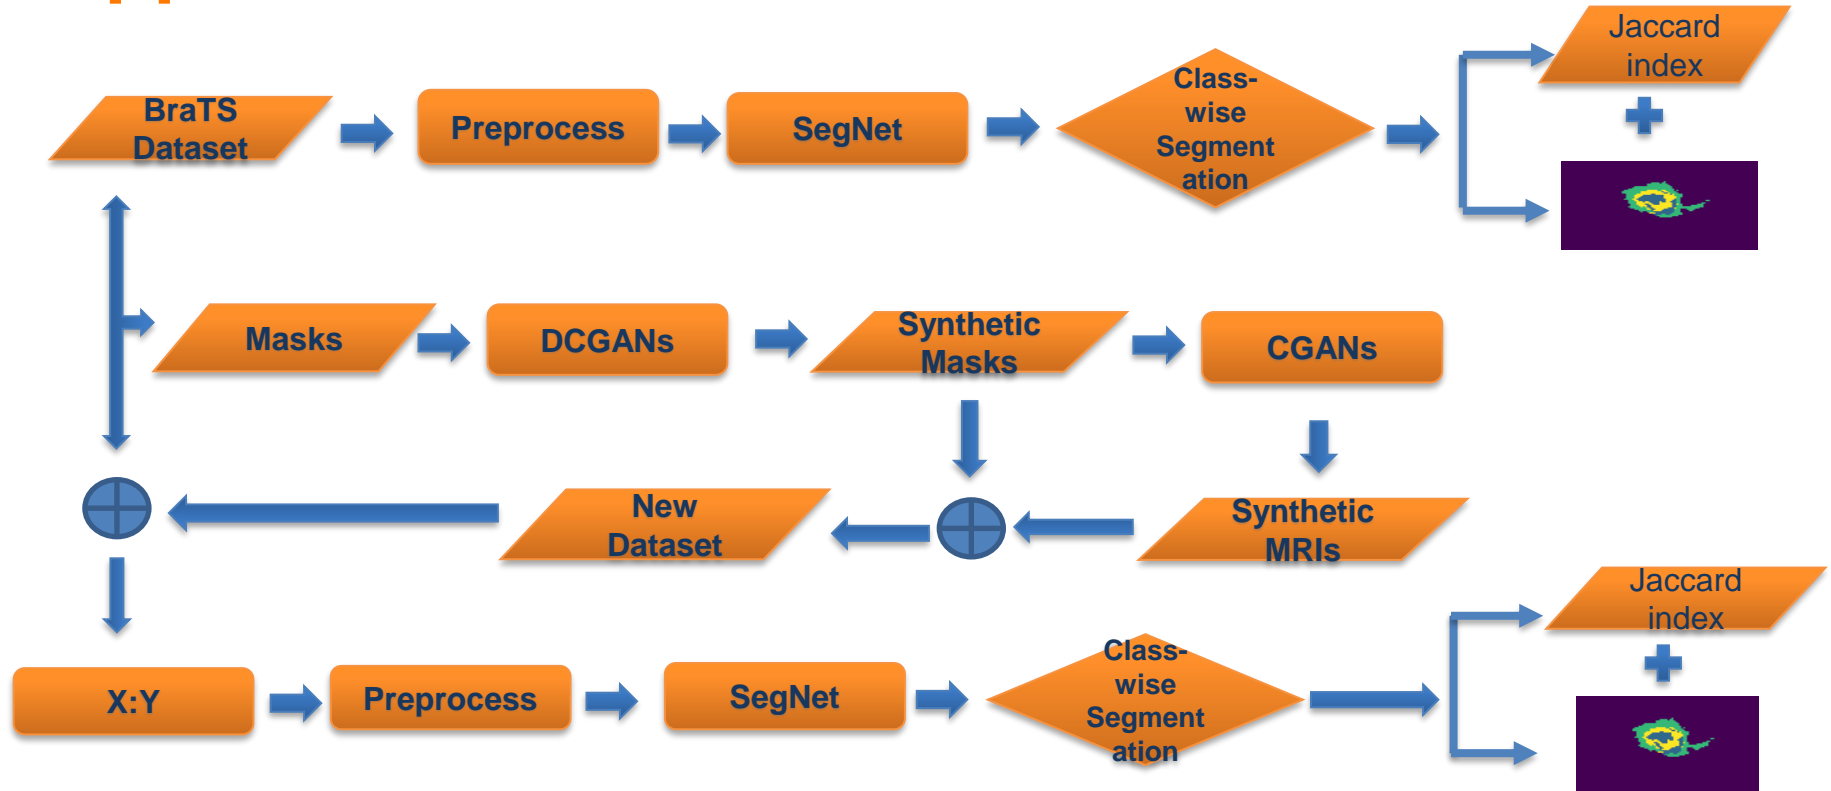 Jaccard
index
BraTS
Dataset
Preprocess
SegNet
Class-
wise
Segment
ation
Masks
DCGANs
Synthetic
Masks
CGANs
New
Dataset
Synthetic
MRIs
Jaccard
index
X:Y
Preprocess
SegNet
Class-
wise
Segment
ation